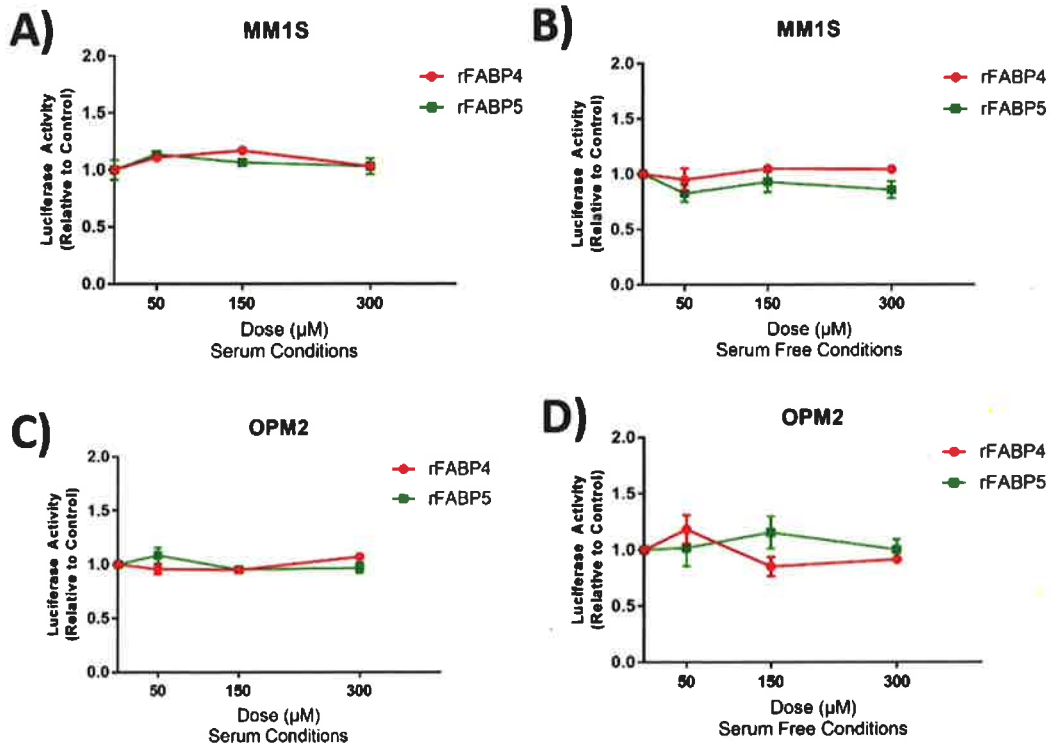 A)
MM1S
2.0
1.5
1.0
0.5
0.0
Luciferase Activity
(Relative to Control)
rFABP4
rFABP5
50 150 300
Dose (µM)
Serum Conditions
B)
MM1S
2.0
1.5
1.0
0.5
0.0
Luciferase Activity
(Relative to Control)
rFABP4
rFABP5
50 150 300
Dose (µM)
Serum Free Conditions
C)
OPM2
2.0
1.5
1.0
0.5
0.0
Luciferase Activity
(Relative to Control)
rFABP4
rFABP5
50 150 300
Dose (µM)
Serum Conditions
D)
OPM2
2.0
1.5
1.0
0.5
0.0
Luciferase Activity
(Relative to Control)
rFABP4
rFABP5
50 150 300
Dose (µM)
Serum Free Conditions